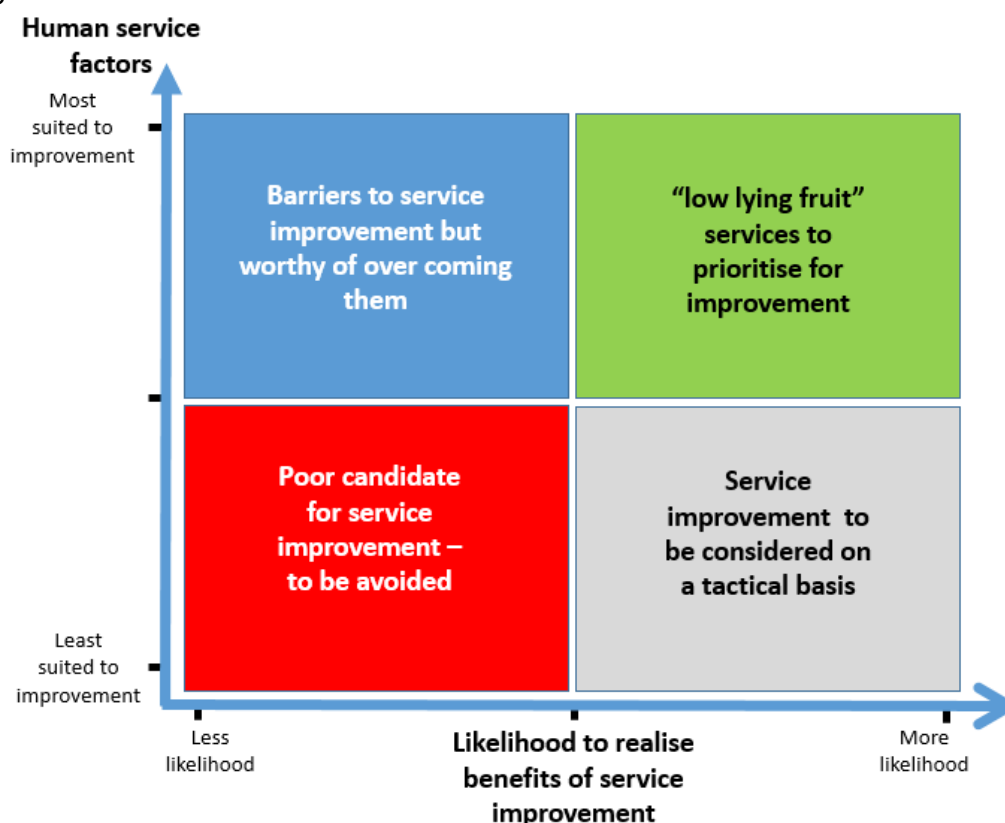 Human service
factors
Most
suited to
improvement
Barriers to service
improvement but
worthy of over coming
them
“low lying fruit”
services to
prioritise for
improvement
Poor candidate
for service
improvement –
to be avoided
Service
improvement to
be considered on
a tactical basis
Least
suited to
improvement
Less
likelihood
Likelihood to realise
benefits of service
improvement
More
likelihood